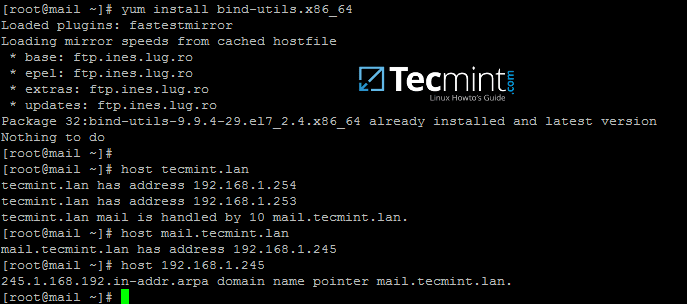 [root@mail ~]# yum install bind-utils.x86_64
Loaded plugins: fastestmirror
Loading mirror speeds from cached hostfile
 * base: ftp.ines.lug.ro
 * epel: ftp.ines.lug.ro
 * extras: ftp.ines.lug.ro
 * updates: ftp.ines.lug.ro
Tecmint.com
Linux Howto's Guide
Package 32:bind-utils-9.9.4-29.el7_2.4.x86_64 already installed and latest version
Nothing to do
[root@mail ~]#
[root@mail ~]# host tecmint.lan
tecmint.lan has address 192.168.1.254
tecmint.lan has address 192.168.1.253
tecmint.lan mail is handled by 10 mail.tecmint.lan.
[root@mail ~]# host mail.tecmint.lan
mail.tecmint.lan has address 192.168.1.245
[root@mail ~]# host 192.168.1.245
245.1.168.192.in-addr.arpa domain name pointer mail.tecmint.lan.
[root@mail ~]#